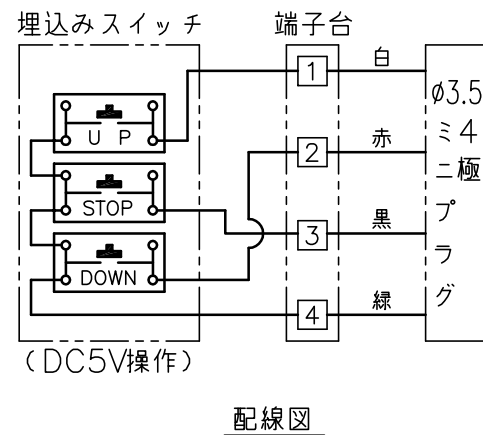 埋込みスイッチ
端子台
UP
STOP
DOWN
(DC5V操作)
1
2
3
4
白
赤
黒
緑
φ3.5
ミニプラグ
4極
配線図